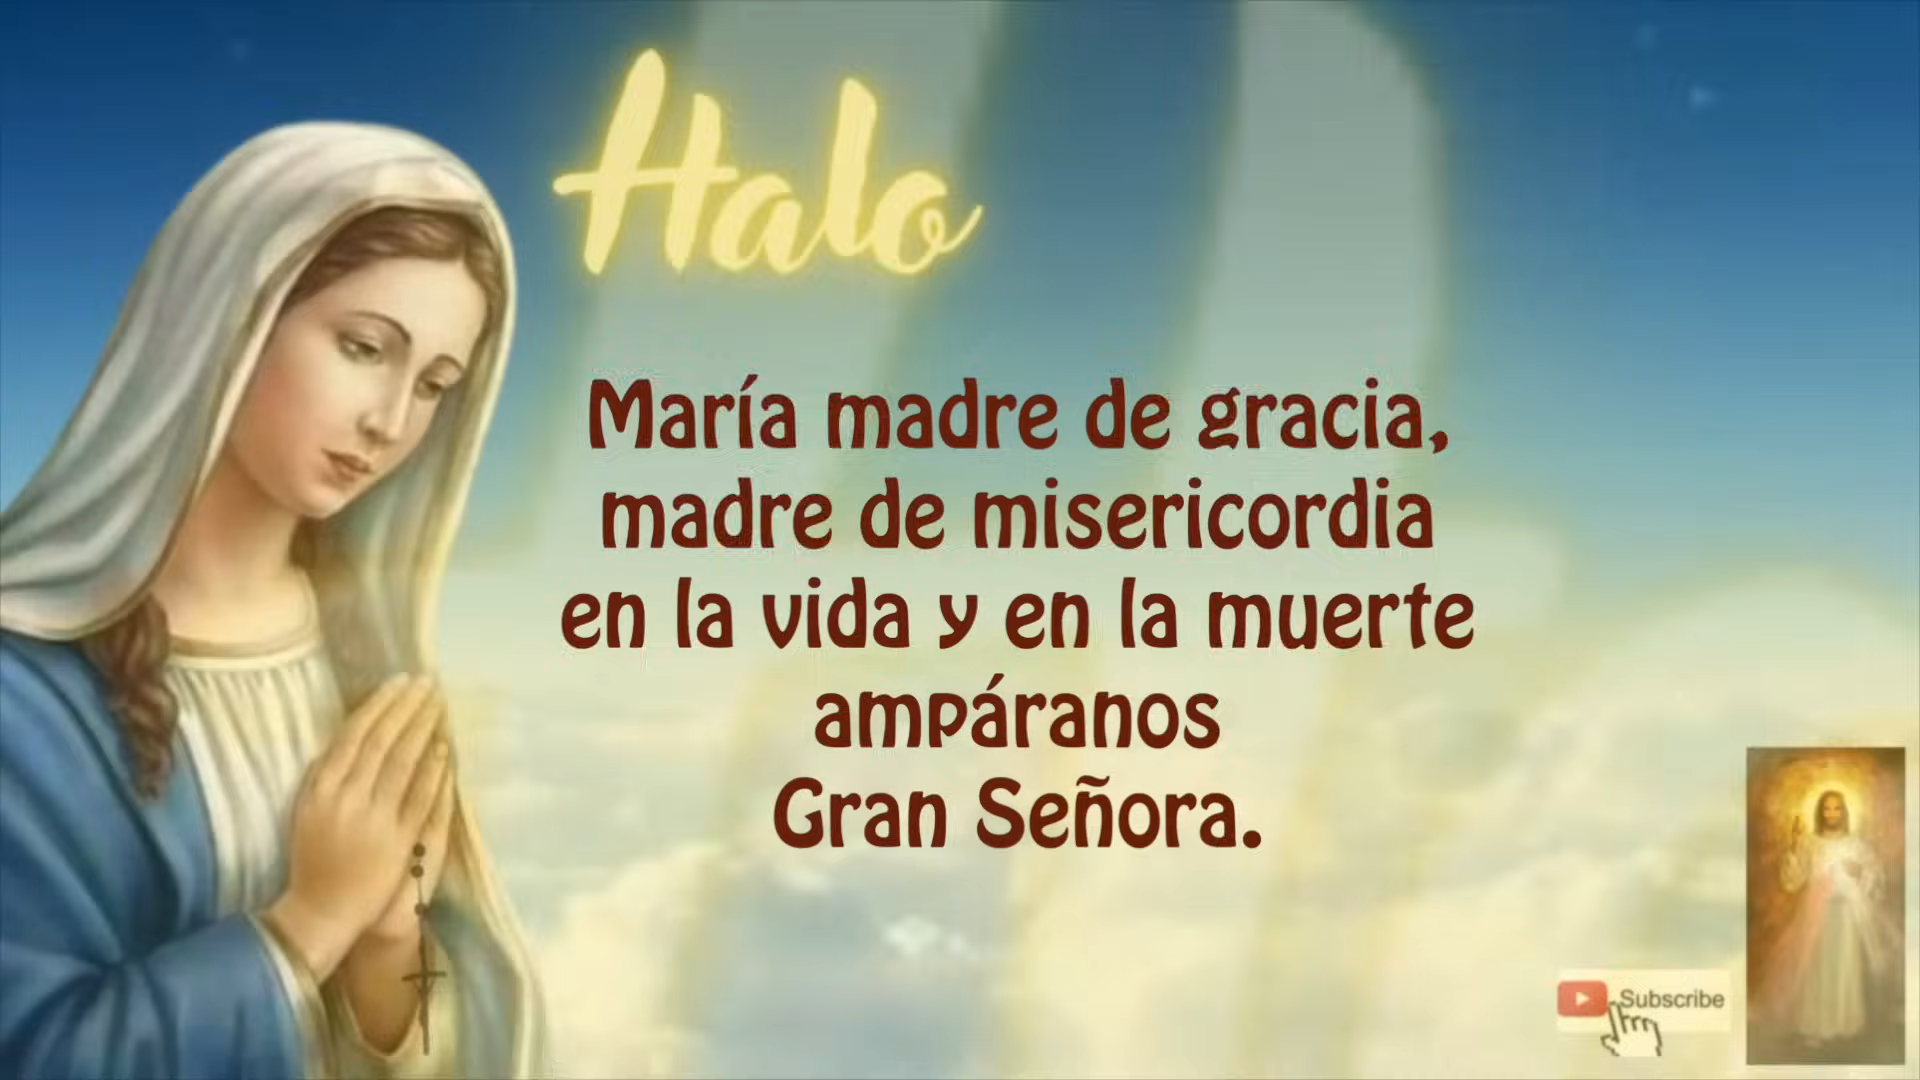 Halo
María madre de gracia,
madre de misericordia
en la vida y en la muerte
ampáranos
Gran Señora.
Subscribe